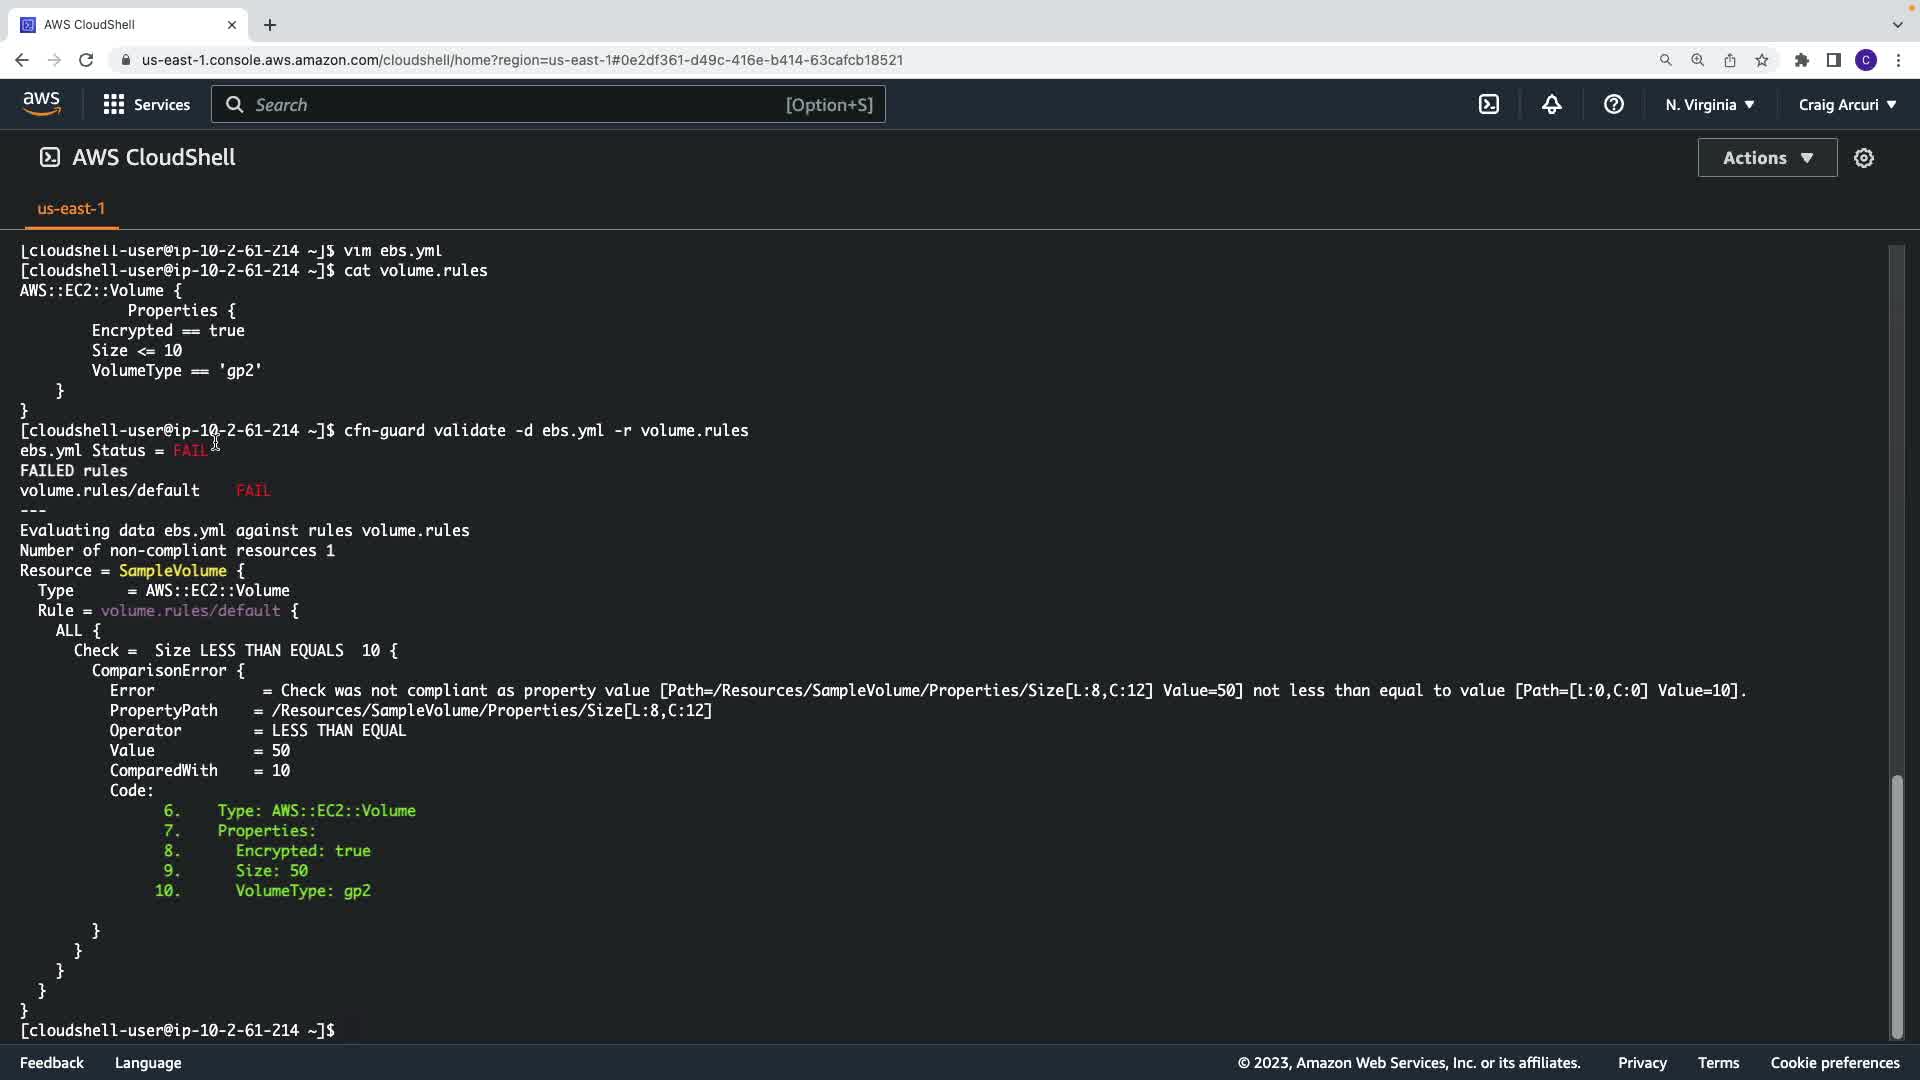 AWS CloudShell
us-east-1.console.aws.amazon.com/cloudshell/home?region=us-east-1#0e2df361-d49c-416e-b414-63cafcb18521
C
aws
Services
Search
[Option+S]
N. Virginia
Craig Arcuri
AWS CloudShell
Actions
us-east-1
[cloudshell-user@ip-10-2-61-214 ~]$ vim ebs.yml
[cloudshell-user@ip-10-2-61-214 ~]$ cat volume.rules
AWS::EC2::Volume {
Properties {
Encrypted == true
Size <= 10
VolumeType == 'gp2'
}
}
[cloudshell-user@ip-10-2-61-214 ~]$ cfn-guard validate -d ebs.yml -r volume.rules
ebs.yml Status = FAIL
FAILED rules
volume.rules/default    FAIL
---
Evaluating data ebs.yml against rules volume.rules
Number of non-compliant resources 1
Resource = SampleVolume {
Type      = AWS::EC2::Volume
Rule = volume.rules/default {
ALL {
Check =  Size LESS THAN EQUALS  10 {
ComparisonError {
Error            = Check was not compliant as property value [Path=/Resources/SampleVolume/Properties/Size[L:8,C:12] Value=50] not less than equal to value [Path=[L:0,C:0] Value=10].
PropertyPath    = /Resources/SampleVolume/Properties/Size[L:8,C:12]
Operator        = LESS THAN EQUAL
Value           = 50
ComparedWith    = 10
Code:
6.    Type: AWS::EC2::Volume
7.    Properties:
8.      Encrypted: true
9.      Size: 50
10.      VolumeType: gp2
}
}
}
}
}
[cloudshell-user@ip-10-2-61-214 ~]$
Feedback
Language
© 2023, Amazon Web Services, Inc. or its affiliates.
Privacy
Terms
Cookie preferences